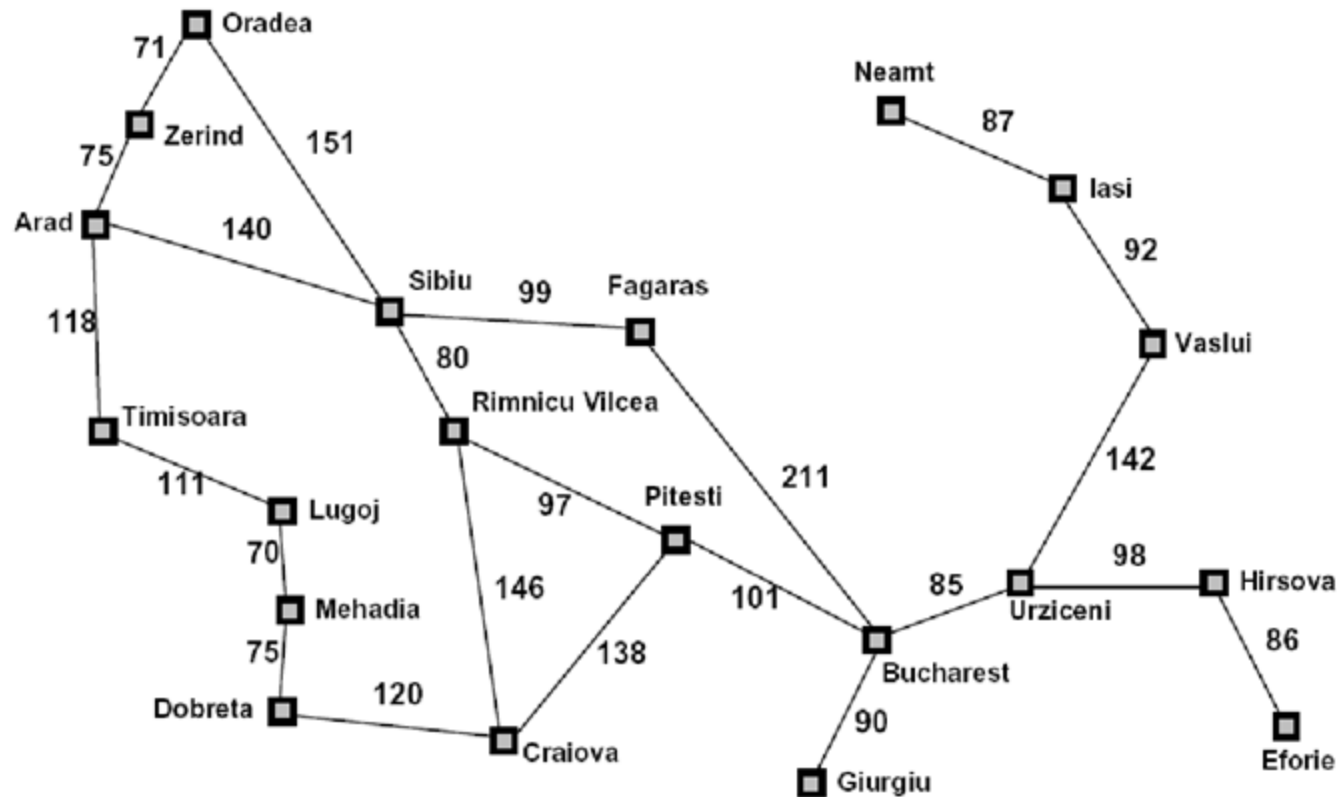 Oradea
71
Neamt
87
Zerind
151
75
Iasi
Arad
140
92
Sibiu
99
Fagaras
118
Vaslui
80
Rimnicu Vilcea
Timisoara
142
211
111
Lugoj
97
Pitesti
70
98
146
101
85
Hirsova
Mehadia
Urziceni
75
138
86
Bucharest
120
Dobreta
90
Craiova
Eforie
Giurgiu